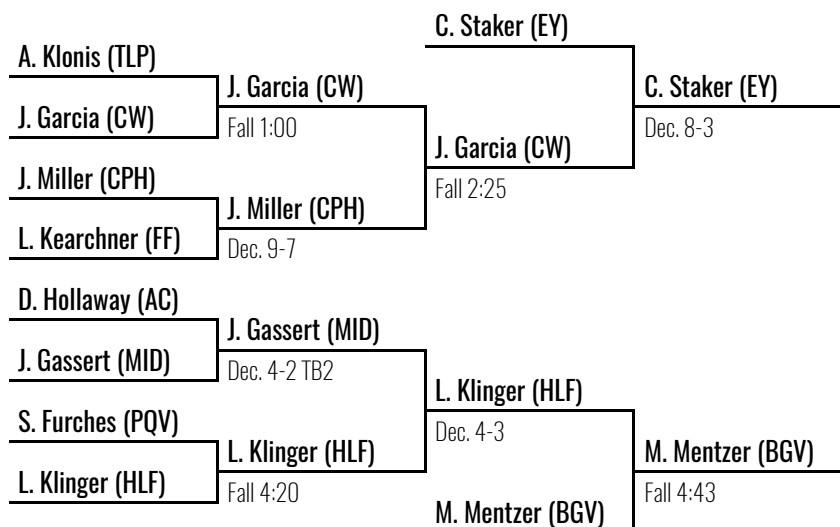 C. Staker (EY)
A. Klonis (TLP)
J. Garcia (CW)
C. Staker (EY)
J. Garcia (CW)
Fall 1:00
Dec. 8-3
J. Garcia (CW)
J. Miller (CPH)
Fall 2:25
J. Miller (CPH)
L. Kearchner (FF)
Dec. 9-7
D. Hollaway (AC)
J. Gassert (MID)
J. Gassert (MID)
Dec. 4-2 TB2
L. Klinger (HLF)
S. Furches (PQV)
Dec. 4-3
L. Klinger (HLF)
M. Mentzer (BGV)
L. Klinger (HLF)
Fall 4:20
Fall 4:43
M. Mentzer (BGV)